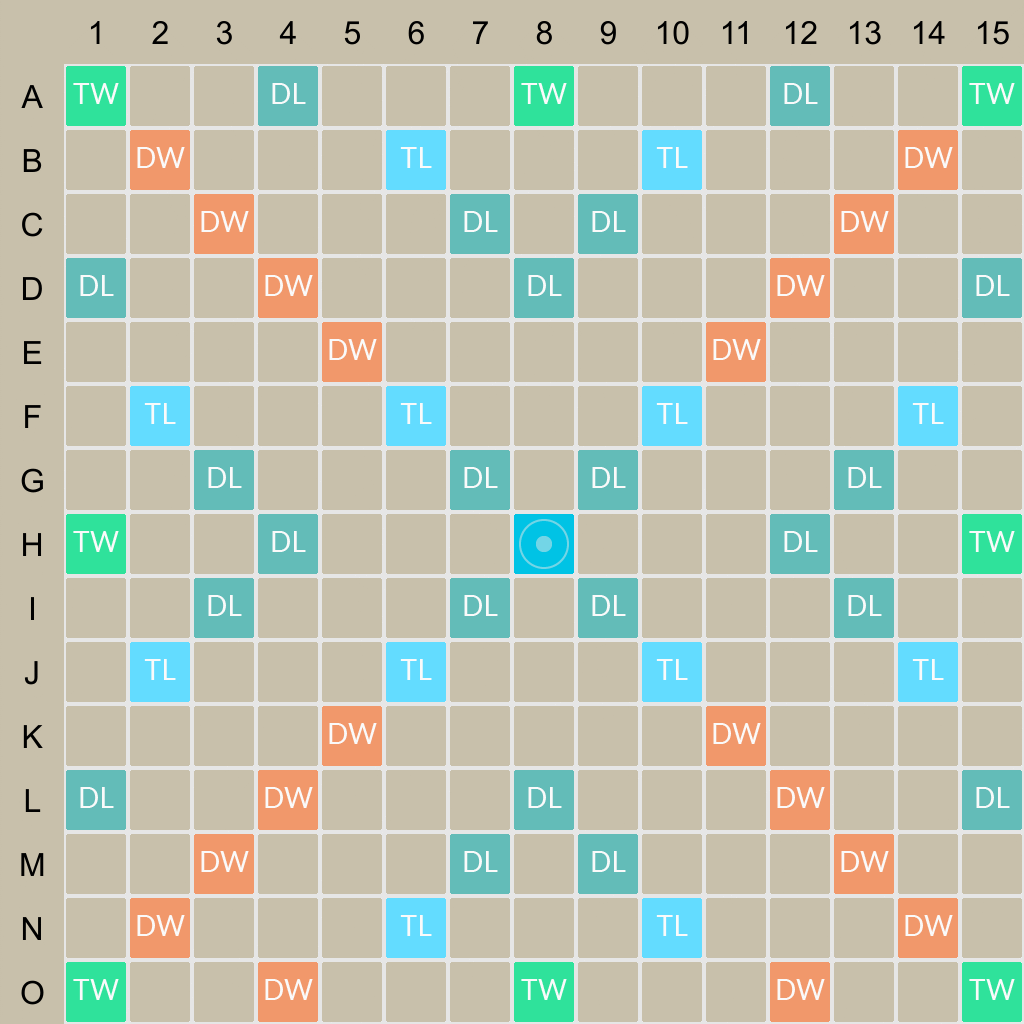 1 2 3 4 5 6 7 8 9 10 11 12 13 14 15
A TW DL TW DL TW
B DW TL TL DW
C DW DL DL DW
D DL DW DL DW DL
E DW DW
F TL TL TL TL
G DL DL DL DL
H TW DL DL TW
I DL DL DL DL
J TL TL TL TL
K DW DW
L DL DW DL DW DL
M DW DL DL DW
N DW TL TL DW
O TW DW TW DW TW